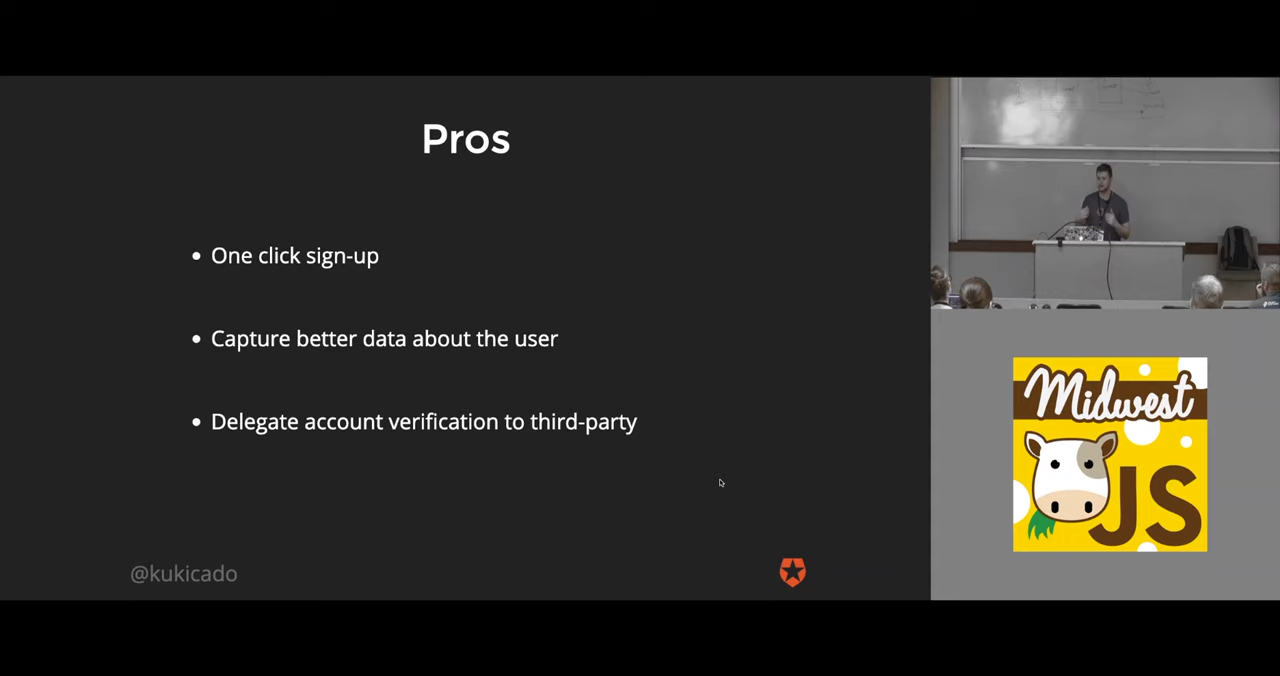 Pros
• One click sign-up
• Capture better data about the user
• Delegate account verification to third-party
@kukicado
Midwest
JS